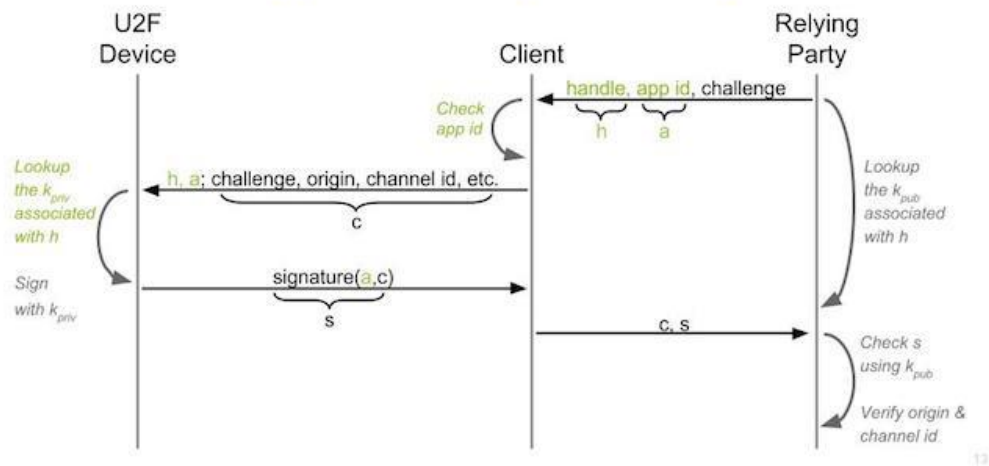 U2F
Device
Client
Relying
Party
handle, app id, challenge
h
a
Check
app id
Lookup
the k_priv
associated
with h
h, a; challenge, origin, channel id, etc.
c
Lookup
the k_pub
associated
with h
Sign
with k_priv
signature(a,c)
s
c, s
Check s
using k_pub
Verify origin &
channel id
13